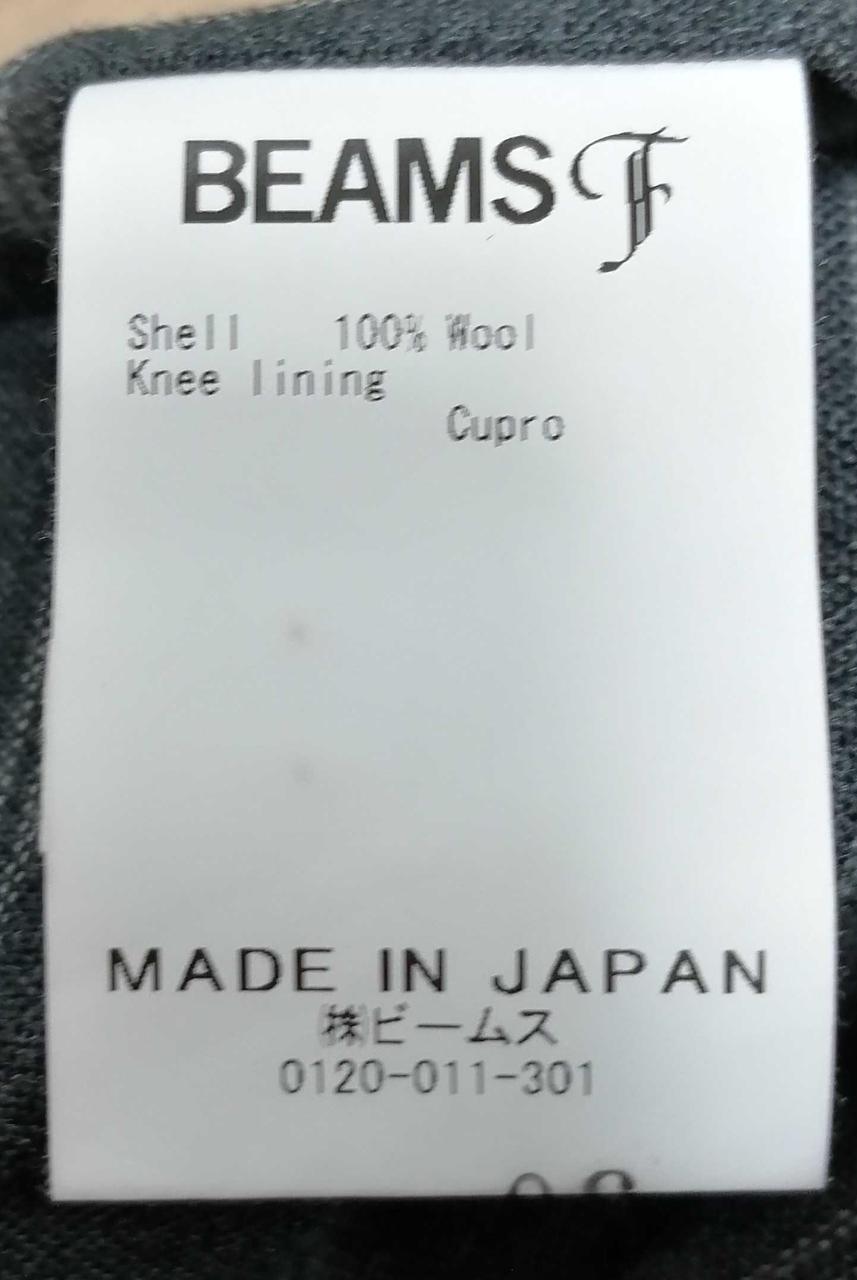 BEAMS F
Shell 100% Wool
Knee lining
Cupro
MADE IN JAPAN
㈱ビームス
0120-011-301